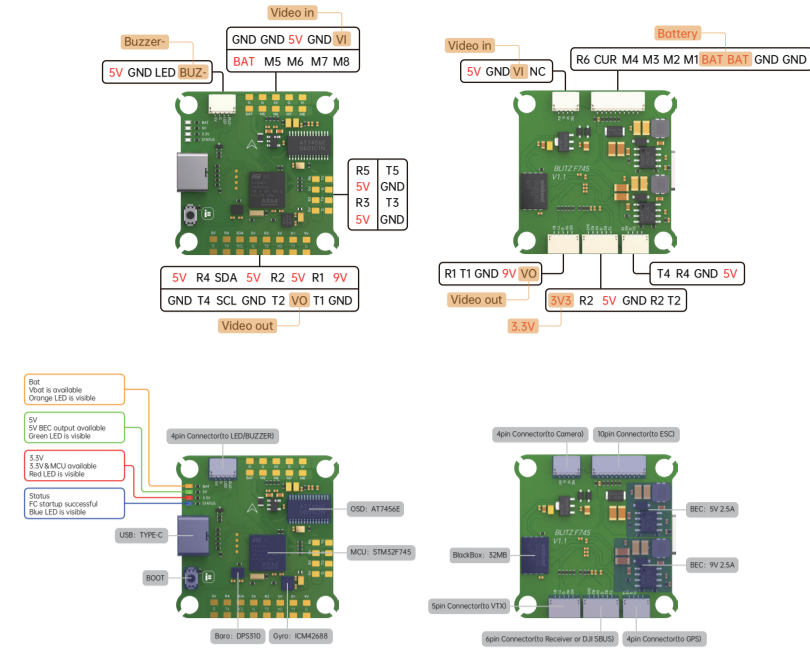 Video in
Buzzer-
GND GND 5V GND VI
BAT M5 M6 M7 M8
5V GND LED BUZ-
BAT
5V
3.3V
STATUS
AT7456E
R5 T5
5V GND
R3 T3
5V GND
5V R4 SDA 5V R2 5V R1 9V
GND T4 SCL GND T2 VO T1 GND
Video out
Battery
Video in
R6 CUR M4 M3 M2 M1 BAT BAT GND GND
5V GND VI NC
BLITZ F745
V1.1
R1 T1 GND 9V VO
T4 R4 GND 5V
Video out
3V3 R2 5V GND R2 T2
3.3V
Bat
Vbat is available
Orange LED is visible
5V
5V BEC output available
Green LED is visible
3.3V
3.3V&MCU available
Red LED is visible
Status
FC startup successful
Blue LED is visible
4pin Connector(to LED/BUZZER)
OSD: AT7456E
USB: TYPE-C
MCU: STM32F745
BOOT
Baro: DPS310
Gyro: ICM42688
4pin Connector(to Camera)
10pin Connector(to ESC)
BEC: 5V 2.5A
BLITZ F745
V1.1
BlackBox: 32MB
BEC: 9V 2.5A
5pin Connector(to VTX)
6pin Connector(to Receiver or DJI SBUS)
4pin Connector(to GPS)